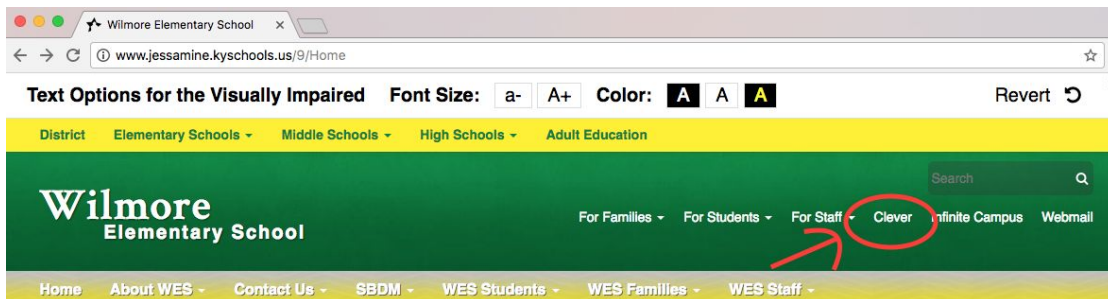 Wilmore Elementary School
www.jessamine.kyschools.us/9/Home
Text Options for the Visually Impaired Font Size: a- A+ Color: A A A Revert
District Elementary Schools Middle Schools High Schools Adult Education
Search
Wilmore
Elementary School
For Families For Students For Staff Clever Infinite Campus Webmail
Home About WES Contact Us SBDM WES Students WES Families WES Staff